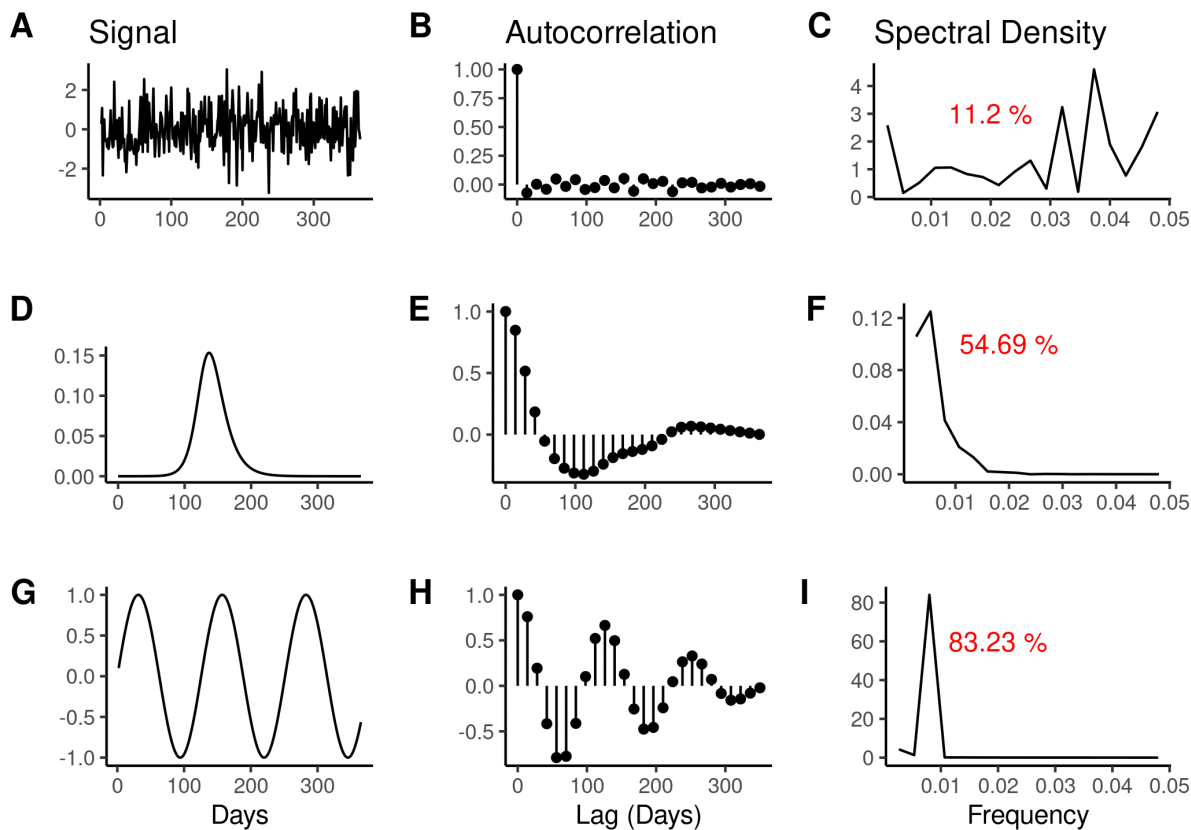 A Signal B Autocorrelation C Spectral Density
2
0
-2
0 100 200 300
1.00
0.75
0.50
0.25
0.00
0 100 200 300
4
3
2
1
0
11.2 %
0.01 0.02 0.03 0.04 0.05
D E F
0.15
0.10
0.05
0.00
0 100 200 300
1.0
0.5
0.0
0 100 200 300
0.12
0.08
0.04
0.00
54.69 %
0.01 0.02 0.03 0.04 0.05
G H I
1.0
0.5
0.0
-0.5
-1.0
0 100 200 300
Days
1.0
0.5
0.0
-0.5
0 100 200 300
Lag (Days)
80
60
40
20
0
83.23 %
0.01 0.02 0.03 0.04 0.05
Frequency